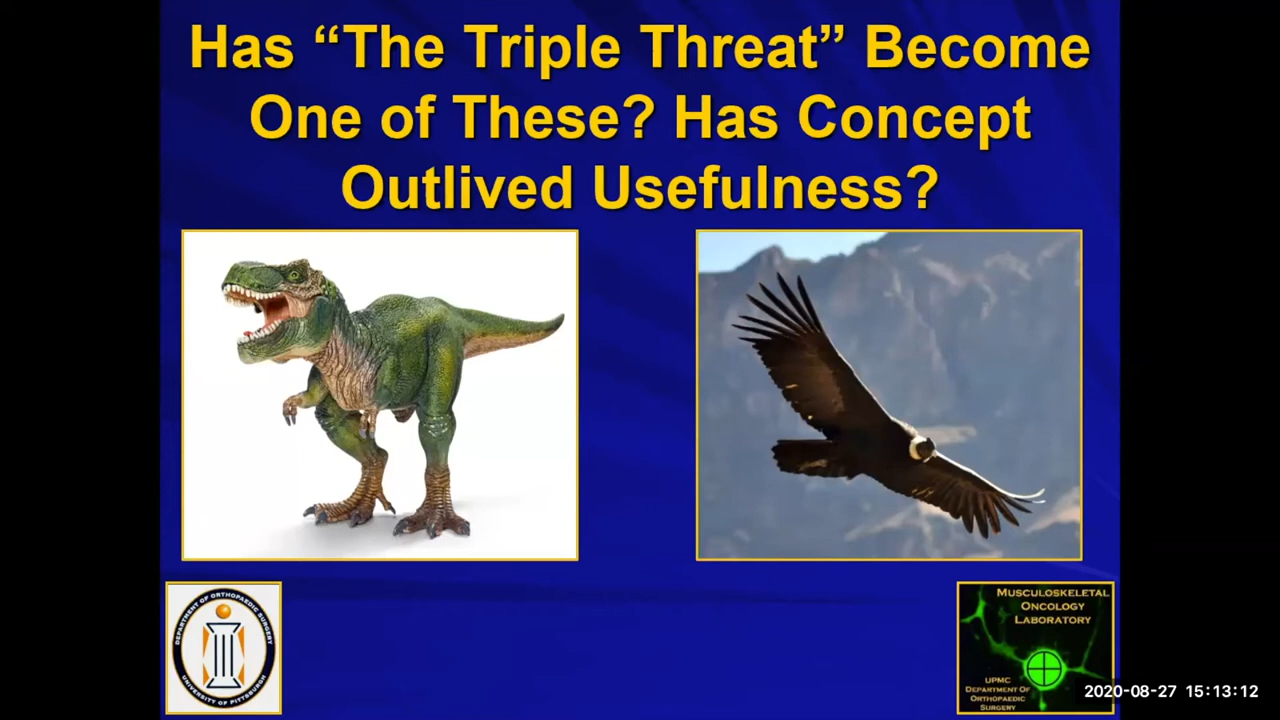 Has “The Triple Threat” Become
One of These? Has Concept
Outlived Usefulness?
DEPARTMENT OF ORTHOPAEDIC SURGERY
UNIVERSITY OF PITTSBURGH
MUSCULOSKELETAL
ONCOLOGY
LABORATORY
UPMC
DEPARTMENT OF
ORTHOPAEDIC
SURGERY
2020-08-27 15:13:12